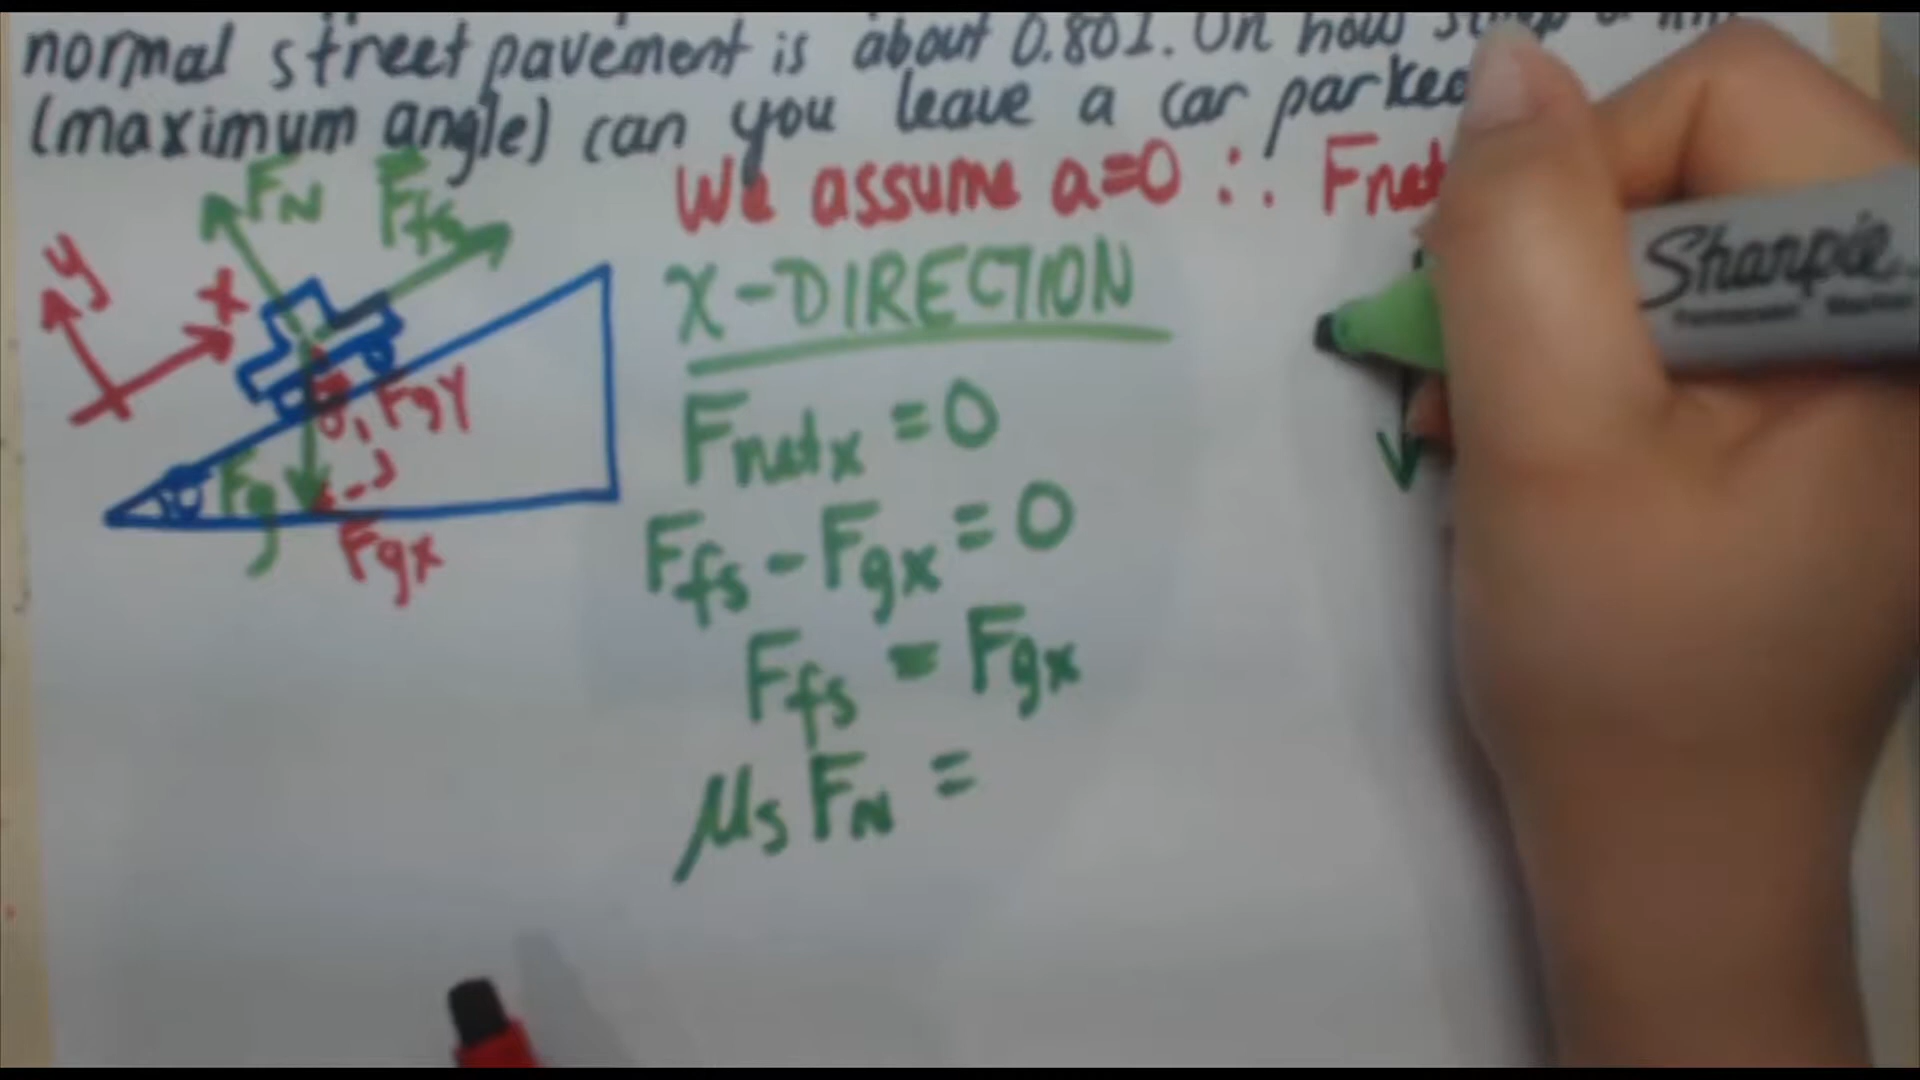 normal street pavement is about 0.801. On how
(maximum angle) can you leave a car parked
We assume a=0 ∴ Fnet
FN
Ffs
y
x
X-DIRECTION
Fnetx = 0
Ffs - Fgx = 0
Ffs = Fgx
μs FN =
θ
Fgy
Fg
Fgx
Sharpie